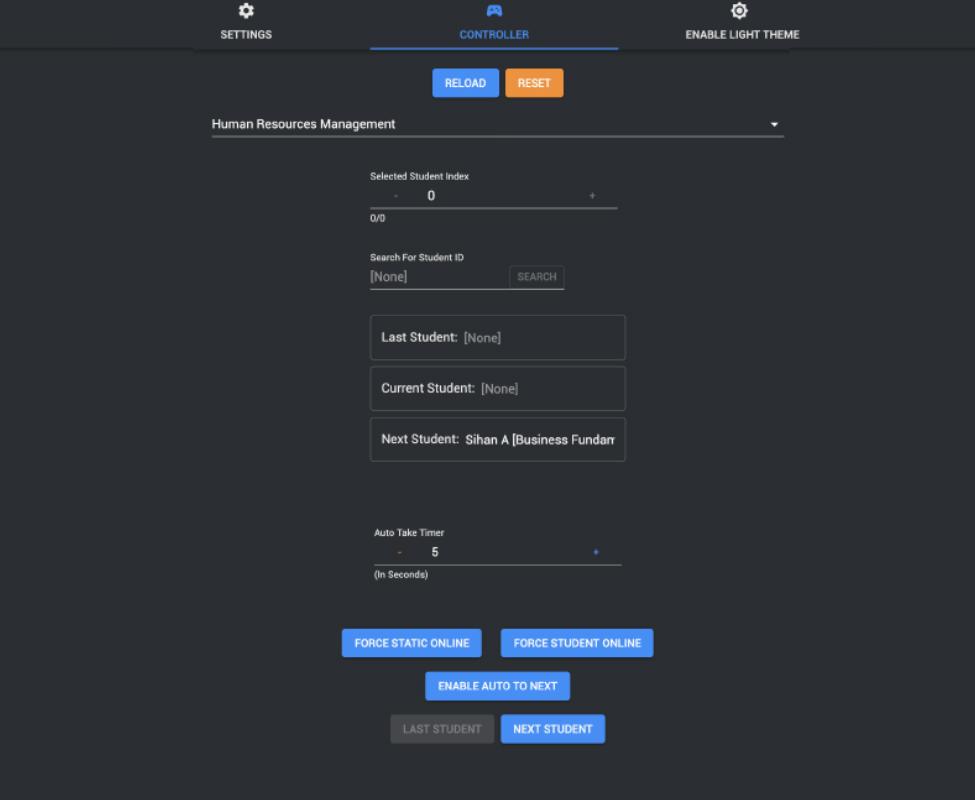 SETTINGS
CONTROLLER
ENABLE LIGHT THEME
RELOAD
RESET
Human Resources Management
Selected Student Index
- 0 +
0/0
Search For Student ID
[None]
SEARCH
Last Student: [None]
Current Student: [None]
Next Student: Sihan A [Business Fundam
Auto Take Timer
- 5 +
(In Seconds)
FORCE STATIC ONLINE
FORCE STUDENT ONLINE
ENABLE AUTO TO NEXT
LAST STUDENT
NEXT STUDENT